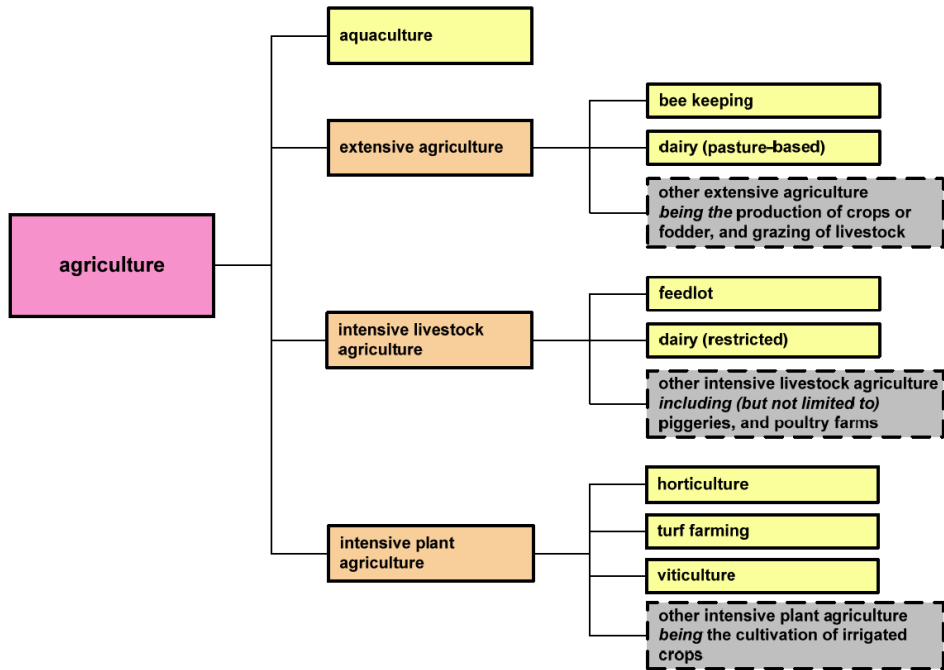 agriculture
aquaculture
extensive agriculture
bee keeping
dairy (pasture-based)
other extensive agriculture
being the production of crops or
fodder, and grazing of livestock
intensive livestock
agriculture
feedlot
dairy (restricted)
other intensive livestock agriculture
including (but not limited to)
piggeries, and poultry farms
intensive plant
agriculture
horticulture
turf farming
viticulture
other intensive plant agriculture
being the cultivation of irrigated
crops